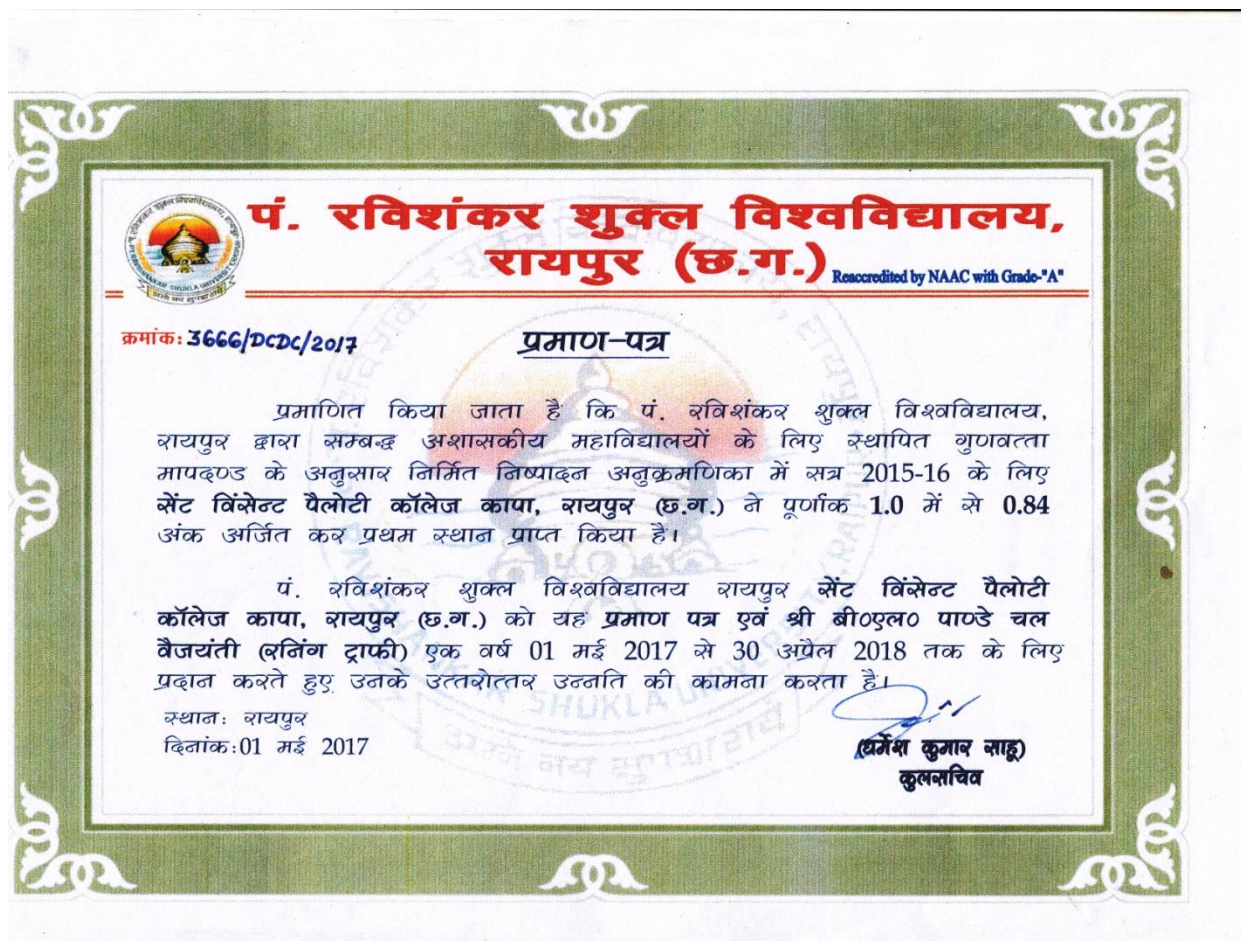 पं. रविशंकर शुक्ल विश्वविद्यालय,
रायपुर (छ.ग.)
Reaccredited by NAAC with Grade-"A"
क्रमांक: 3666/DCDC/2017
प्रमाण-पत्र
प्रमाणित किया जाता है कि पं. रविशंकर शुक्ल विश्वविद्यालय,
रायपुर द्वारा सम्बद्ध अशासकीय महाविद्यालयों के लिए स्थापित गुणवत्ता
मापदण्ड के अनुसार निर्मित निष्पादन अनुक्रमणिका में सत्र 2015-16 के लिए
सेंट विंसेन्ट पैलोटी कॉलेज कापा, रायपुर (छ.ग.) ने पूर्णांक 1.0 में से 0.84
अंक अर्जित कर प्रथम स्थान प्राप्त किया है।
पं. रविशंकर शुक्ल विश्वविद्यालय रायपुर सेंट विंसेन्ट पैलोटी
कॉलेज कापा, रायपुर (छ.ग.) को यह प्रमाण पत्र एवं श्री बी०एल० पाण्डे चल
वैजयंती (रनिंग ट्राफी) एक वर्ष 01 मई 2017 से 30 अप्रैल 2018 तक के लिए
प्रदान करते हुए उनके उत्तरोत्तर उन्नति की कामना करता है।
स्थान: रायपुर
दिनांक:01 मई 2017
(धर्मेश कुमार साहू)
कुलसचिव